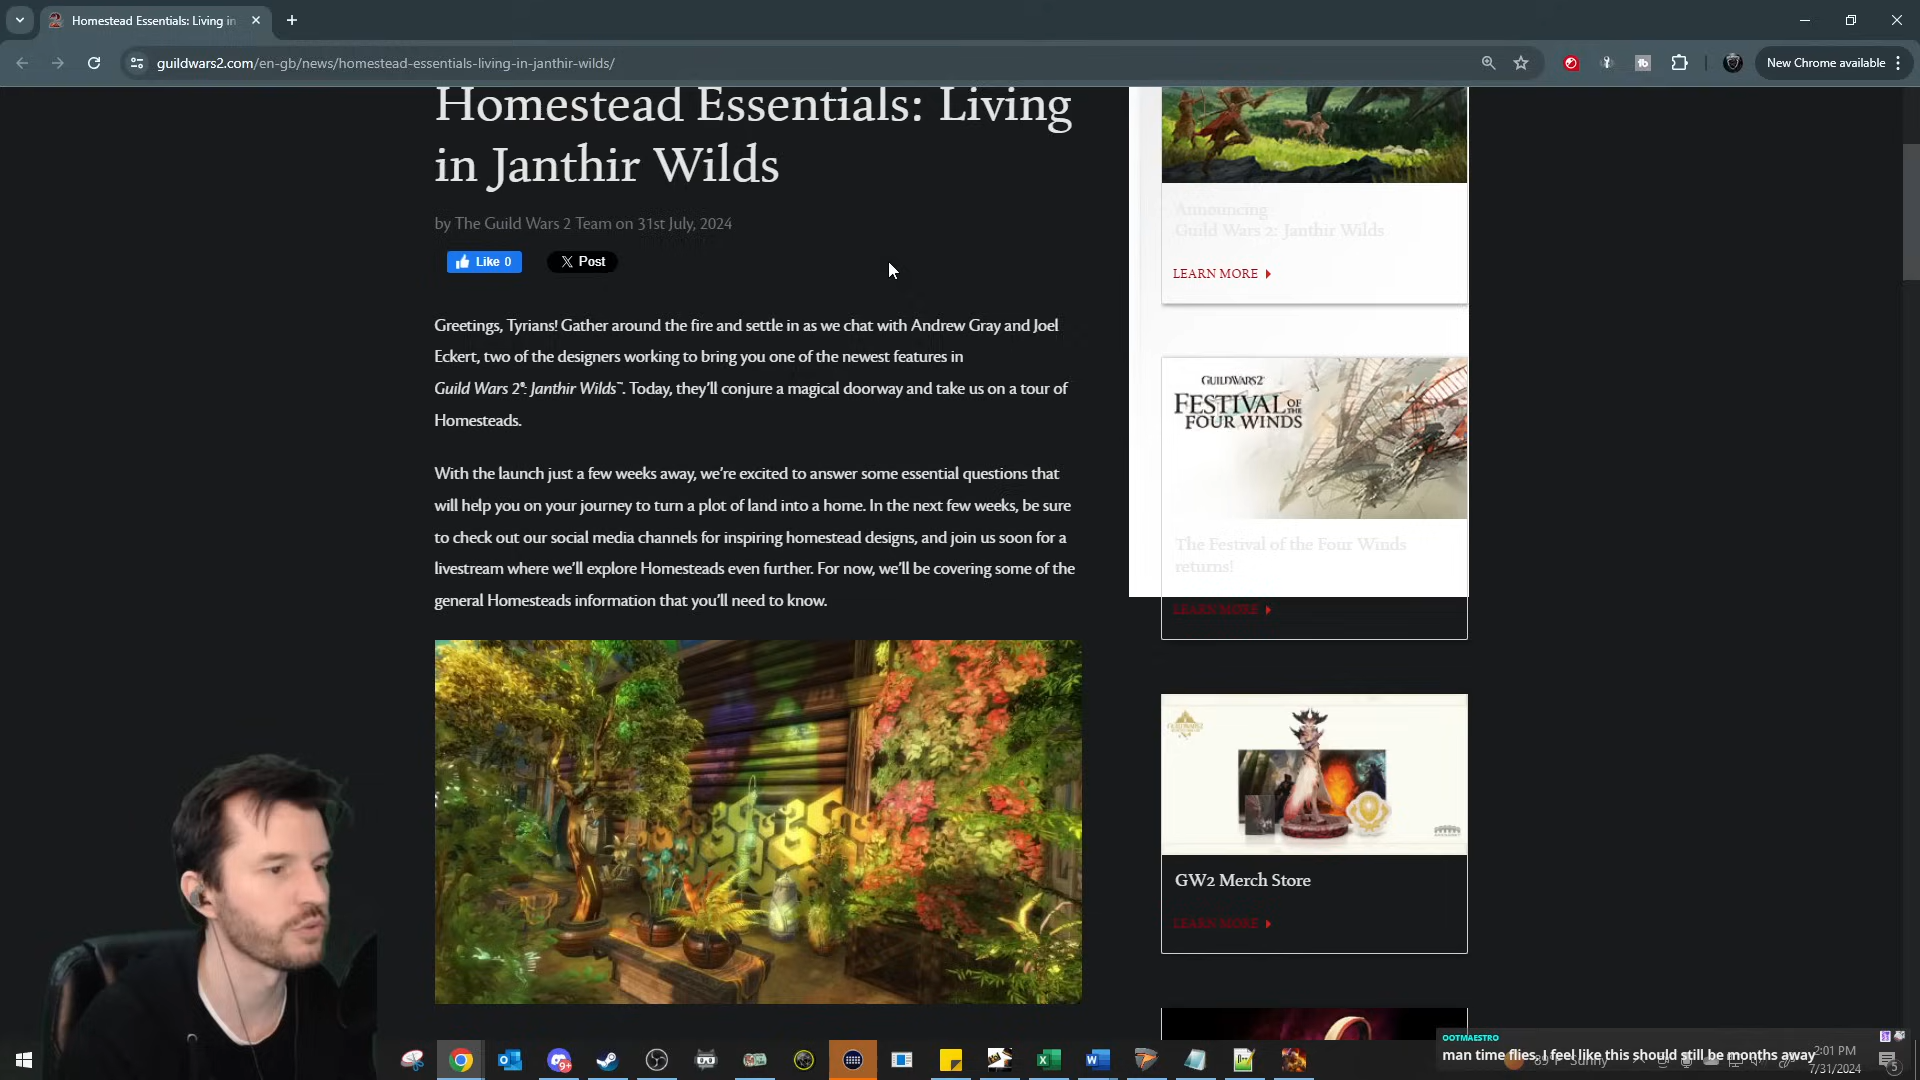 Homestead Essentials: Living in
guildwars2.com/en-gb/news/homestead-essentials-living-in-janthir-wilds/
New Chrome available
Homestead Essentials: Living
in Janthir Wilds
by The Guild Wars 2 Team on 31st July, 2024
Like 0
Post
Greetings, Tyrians! Gather around the fire and settle in as we chat with Andrew Gray and Joel
Eckert, two of the designers working to bring you one of the newest features in
Guild Wars 2®: Janthir Wilds™. Today, they’ll conjure a magical doorway and take us on a tour of
Homesteads.
With the launch just a few weeks away, we’re excited to answer some essential questions that
will help you on your journey to turn a plot of land into a home. In the next few weeks, be sure
to check out our social media channels for inspiring homestead designs, and join us soon for a
livestream where we’ll explore Homesteads even further. For now, we’ll be covering some of the
general Homesteads information that you’ll need to know.
Announcing
Guild Wars 2: Janthir Wilds
LEARN MORE
GUILDWARS2
FESTIVAL OF THE
FOUR WINDS
The Festival of the Four Winds
returns!
LEARN MORE
GW2 Merch Store
LEARN MORE
OOTMAESTRO
man time flies. I feel like this should still be months away
89°F Sunny
2:01 PM
7/31/2024
9+
5